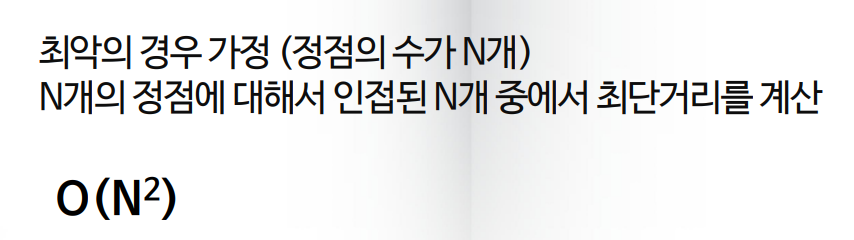 최악의 경우 가정 (정점의 수가 N개)
N개의 정점에 대해서 인접된 N개 중에서 최단거리를 계산
O(N²)